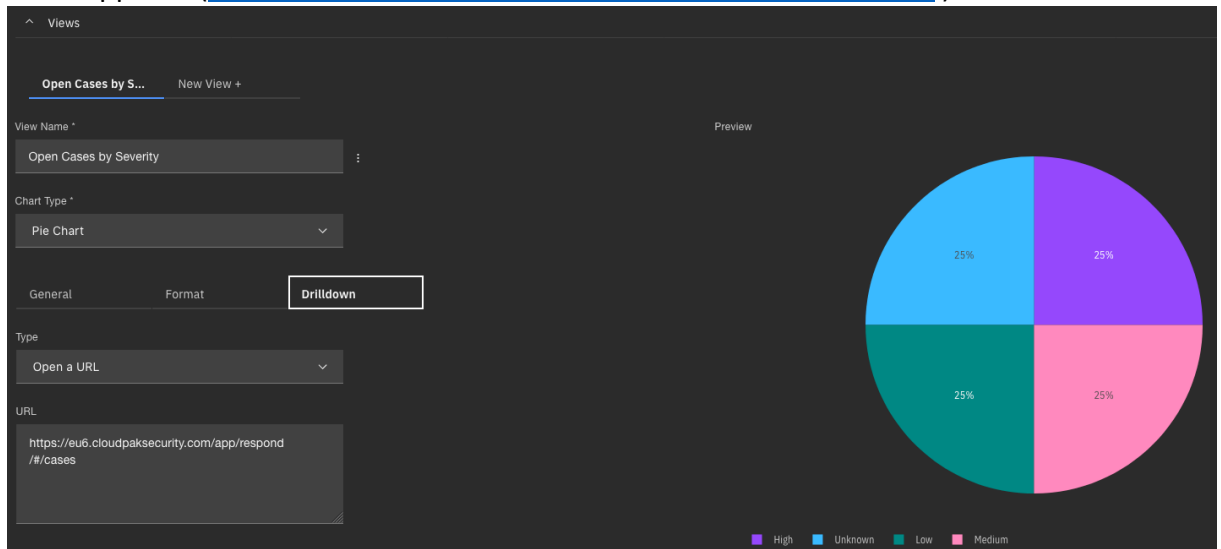 Views
Open Cases by S... New View +
View Name *
Preview
Open Cases by Severity
Chart Type *
Pie Chart
25% 25%
General Format Drilldown
Type
Open a URL
25% 25%
URL
https://eu6.cloudpaksecurity.com/app/respond
/#/cases
High Unknown Low Medium